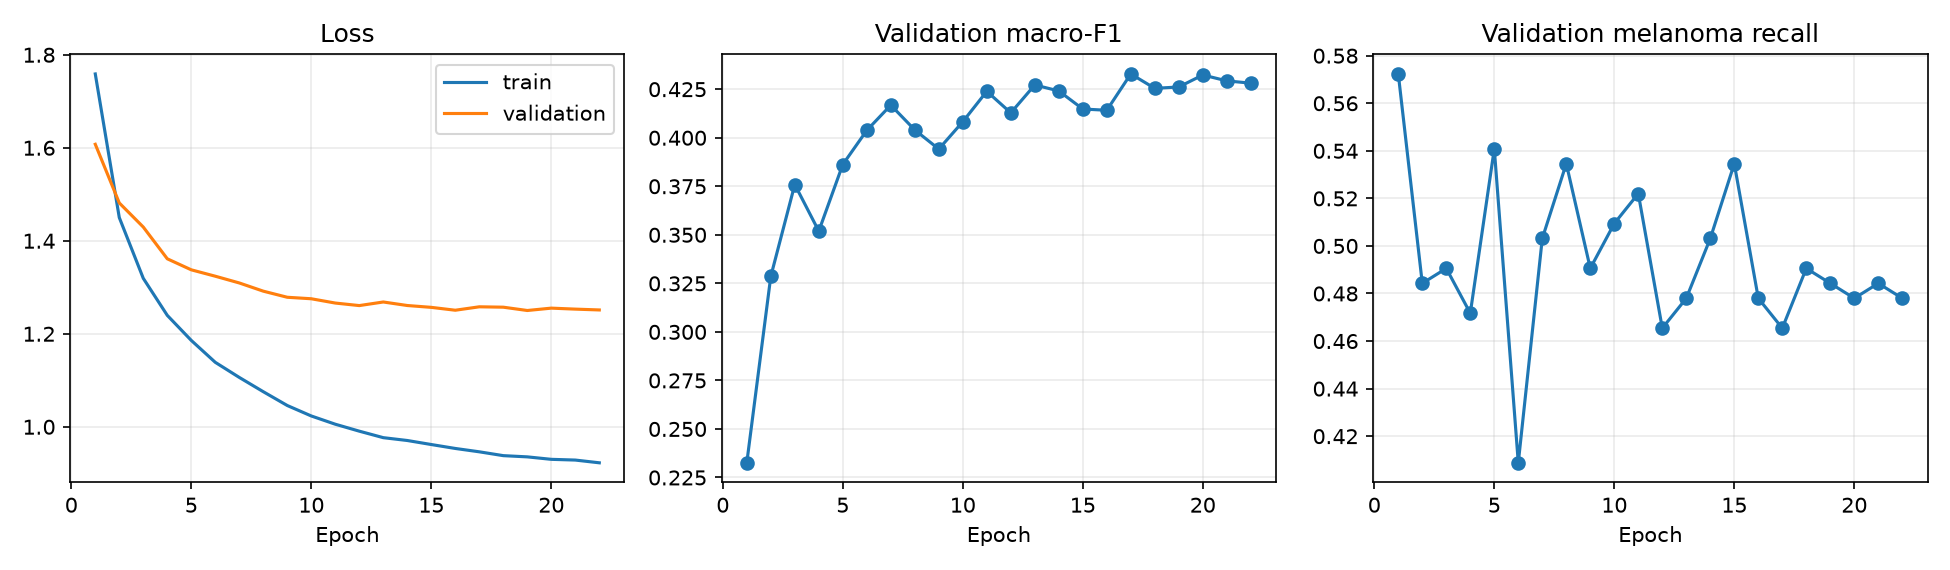 Loss
1.8
1.6
1.4
1.2
1.0
train
validation
0 5 10 15 20
Epoch
Validation macro-F1
0.425
0.400
0.375
0.350
0.325
0.300
0.275
0.250
0.225
0 5 10 15 20
Epoch
Validation melanoma recall
0.58
0.56
0.54
0.52
0.50
0.48
0.46
0.44
0.42
0 5 10 15 20
Epoch